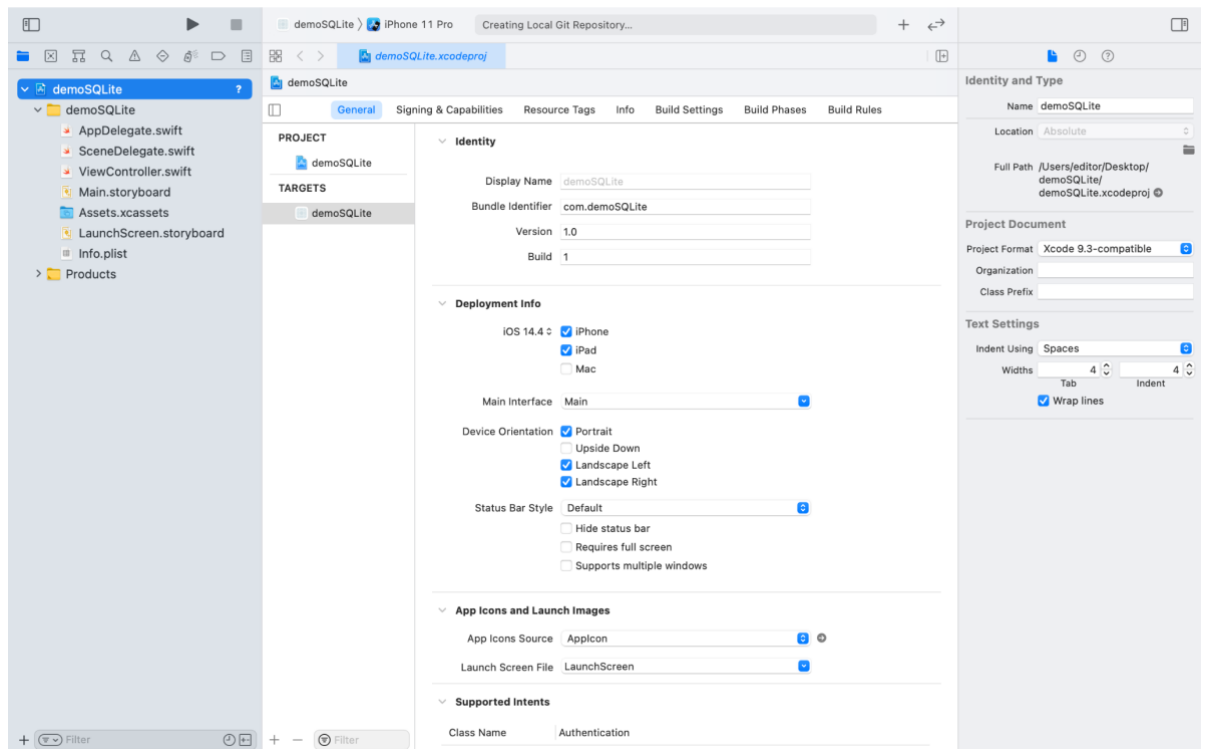 demoSQLite 〉 iPhone 11 Pro
Creating Local Git Repository...
demoSQLite.xcodeproj
demoSQLite ?
demoSQLite
AppDelegate.swift
SceneDelegate.swift
ViewController.swift
Main.storyboard
Assets.xcassets
LaunchScreen.storyboard
Info.plist
Products
Filter
demoSQLite
General Signing & Capabilities Resource Tags Info Build Settings Build Phases Build Rules
PROJECT
demoSQLite
TARGETS
demoSQLite
Filter
Identity
Display Name demoSQLite
Bundle Identifier com.demoSQLite
Version 1.0
Build 1
Deployment Info
iOS 14.4 iPhone
iPad
Mac
Main Interface Main
Device Orientation Portrait
Upside Down
Landscape Left
Landscape Right
Status Bar Style Default
Hide status bar
Requires full screen
Supports multiple windows
App Icons and Launch Images
App Icons Source AppIcon
Launch Screen File LaunchScreen
Supported Intents
Class Name Authentication
Identity and Type
Name demoSQLite
Location Absolute
Full Path /Users/editor/Desktop/
demoSQLite/
demoSQLite.xcodeproj
Project Document
Project Format Xcode 9.3-compatible
Organization
Class Prefix
Text Settings
Indent Using Spaces
Widths 4 4
Tab Indent
Wrap lines